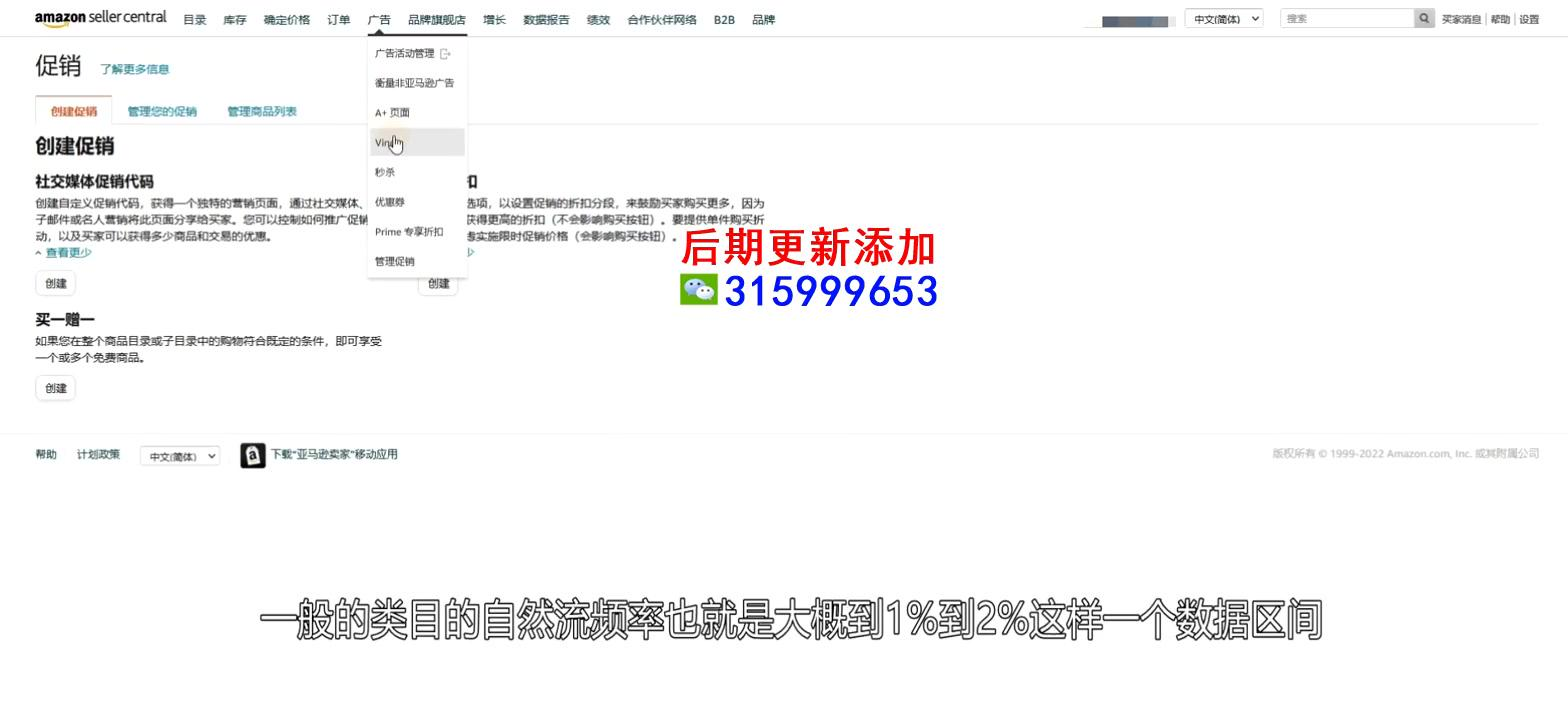 amazon seller central
目录 库存 确定价格 订单 广告 品牌旗舰店 增长 数据报告 绩效 合作伙伴网络 B2B 品牌
中文(简体) 搜索 买家消息 | 帮助 | 设置
广告活动管理
衡量非亚马逊广告
A+ 页面
秒杀
优惠券
Prime 专享折扣
管理促销
促销 了解更多信息
创建促销 管理您的促销 管理商品列表
创建促销
社交媒体促销代码
创建自定义促销代码，获得一个独特的营销页面，通过社交媒体、
子邮件或名人营销将此页面分享给买家。您可以控制如何推广促销
动，以及买家可以获得多少商品和交易的优惠。
查看更少
创建
扣
选项，以设置促销的折扣分段，来鼓励买家购买更多，因为
获得更高的折扣（不会影响购买按钮）。要提供单件购买折
实施限时促销价格（会影响购买按钮）。
创建
后期更新添加
315999653
买一赠一
如果您在整个商品目录或子目录中的购物符合既定的条件，即可享受
一个或多个免费商品。
创建
帮助 计划政策 中文(简体) 下载“亚马逊卖家”移动应用
版权所有 © 1999-2022 Amazon.com, Inc. 或其附属公司
一般的类目的自然流频率也就是大概到1%到2%这样一个数据区间